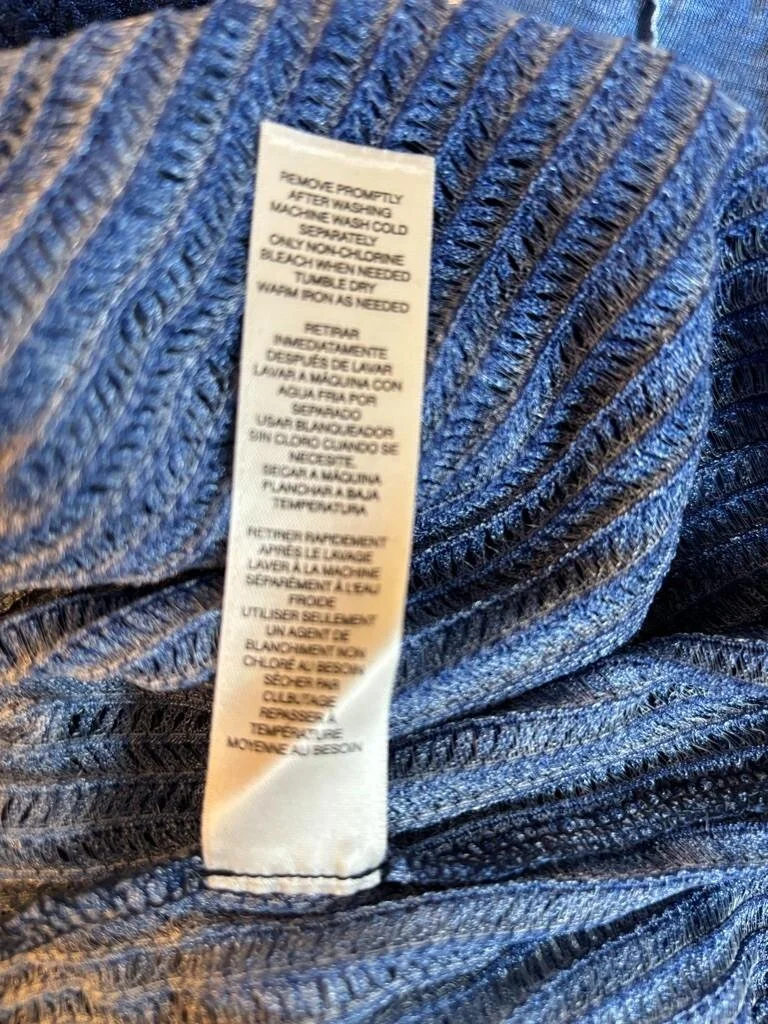 REMOVE PROMPTLY
AFTER WASHING
MACHINE WASH COLD
SEPARATELY
ONLY NON-CHLORINE
BLEACH WHEN NEEDED
TUMBLE DRY
WARM IRON AS NEEDED
RETIRAR
INMEDIATAMENTE
DESPUÉS DE LAVAR
LAVAR A MÁQUINA CON
AGUA FRIA POR
SEPARADO
USAR BLANQUEADOR
SIN CLORO CUANDO SE
NECESITE.
SECAR A MÁQUINA
PLANCHAR A BAJA
TEMPERATURA
RETINER RAPIDEMENT
APRÈS LE LAVAGE
LAVER À LA MACHINE
SÉPARÉMENT À L'EAU
FROIDE
UTILISER SEULEMENT
UN AGENT DE
BLANCHIMENT NON
CHLORÉ AU BESOIN
SÉCHER PAR
CULBUTAGE
REPASSER À
TEMPÉRATURE
MOYENNE AU BESOIN